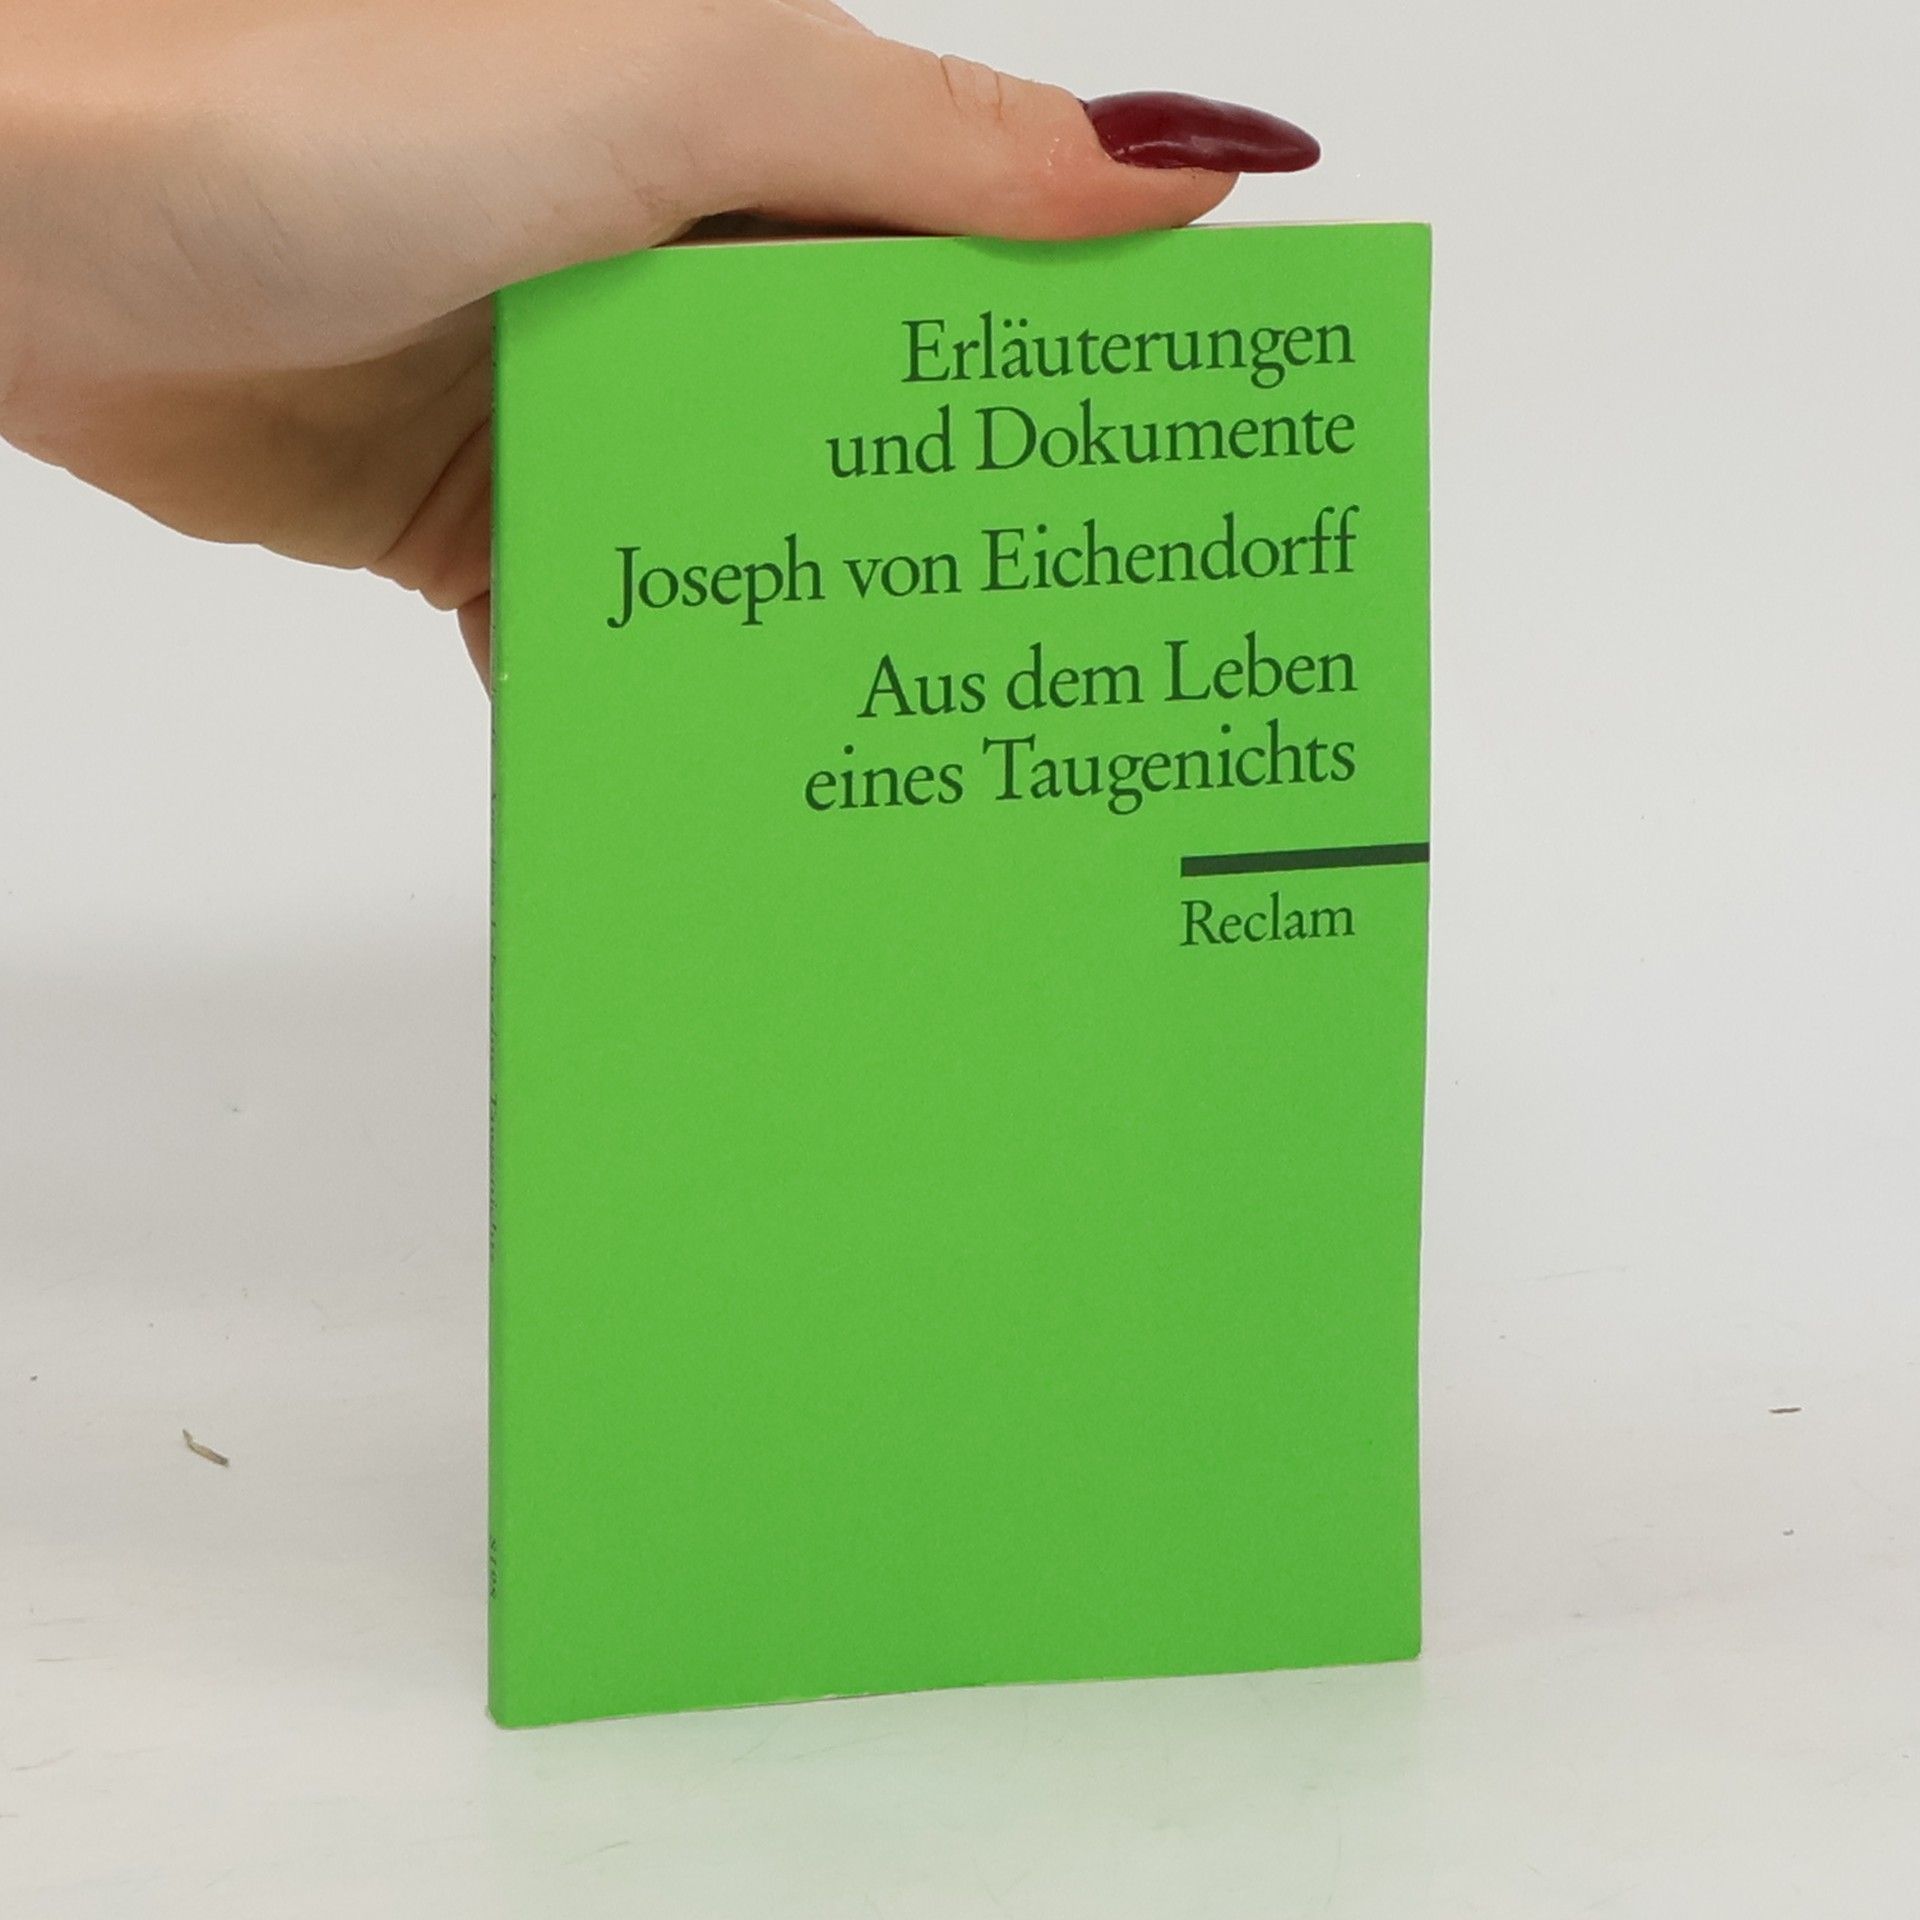 Erläuterungen
und Dokumente
Joseph von Eichendorff
Aus dem Leben
eines Taugenichts
Reclam